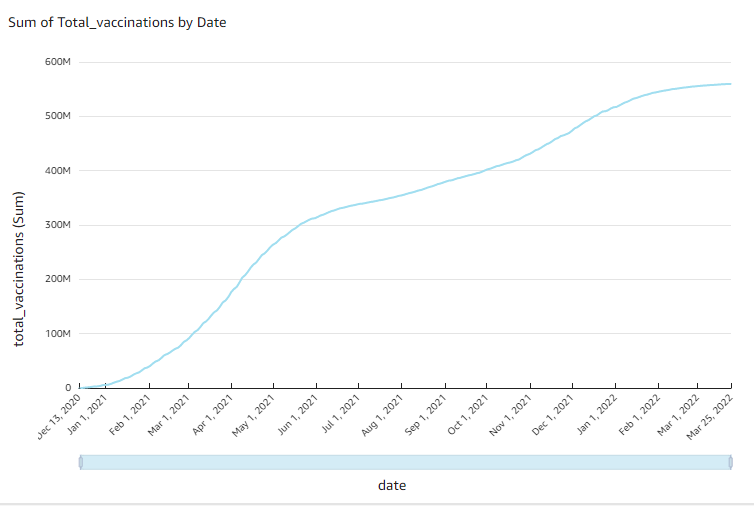 Sum of Total_vaccinations by Date
total_vaccinations (Sum)
600M
500M
400M
300M
200M
100M
0
Dec 13, 2020
Jan 1, 2021
Feb 1, 2021
Mar 1, 2021
Apr 1, 2021
May 1, 2021
Jun 1, 2021
Jul 1, 2021
Aug 1, 2021
Sep 1, 2021
Oct 1, 2021
Nov 1, 2021
Dec 1, 2021
Jan 1, 2022
Feb 1, 2022
Mar 1, 2022
Mar 25, 2022
date